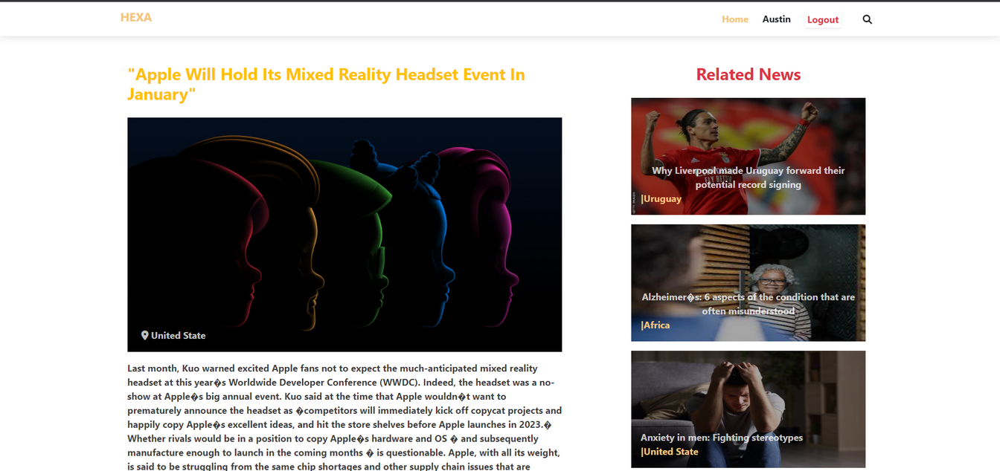 HEXA
Home
Austin
Logout
"Apple Will Hold Its Mixed Reality Headset Event In
January"
United State
Last month, Kuo warned excited Apple fans not to expect the much-anticipated mixed reality
headset at this year�s Worldwide Developer Conference (WWDC). Indeed, the headset was a no-
show at Apple�s big annual event. Kuo said at the time that Apple wouldn�t want to
prematurely announce the headset as �competitors will immediately kick off copycat projects and
happily copy Apple�s excellent ideas, and hit the store shelves before Apple launches in 2023.�
Whether rivals would be in a position to copy Apple�s hardware and OS � and subsequently
manufacture enough to launch in the coming months � is questionable. Apple, with all its weight,
is said to be struggling from the same chip shortages and other supply chain issues that are
Related News
Why Liverpool made Uruguay forward their
potential record signing
|Uruguay
Alzheimer�s: 6 aspects of the condition that are
often misunderstood
|Africa
Anxiety in men: Fighting stereotypes
|United State